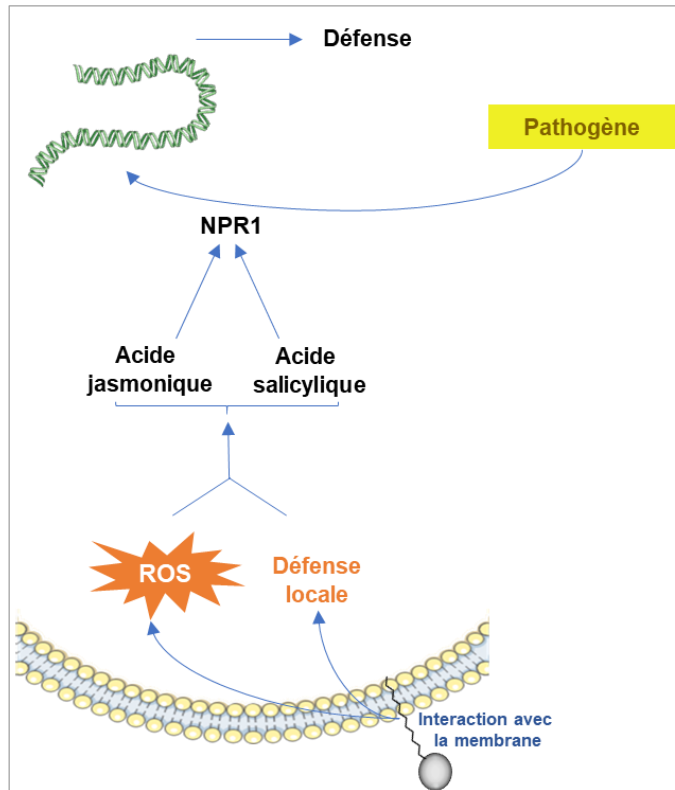 Défense
Pathogène
NPR1
Acide
jasmonique
Acide
salicylique
ROS
Défense
locale
Interaction avec
la membrane